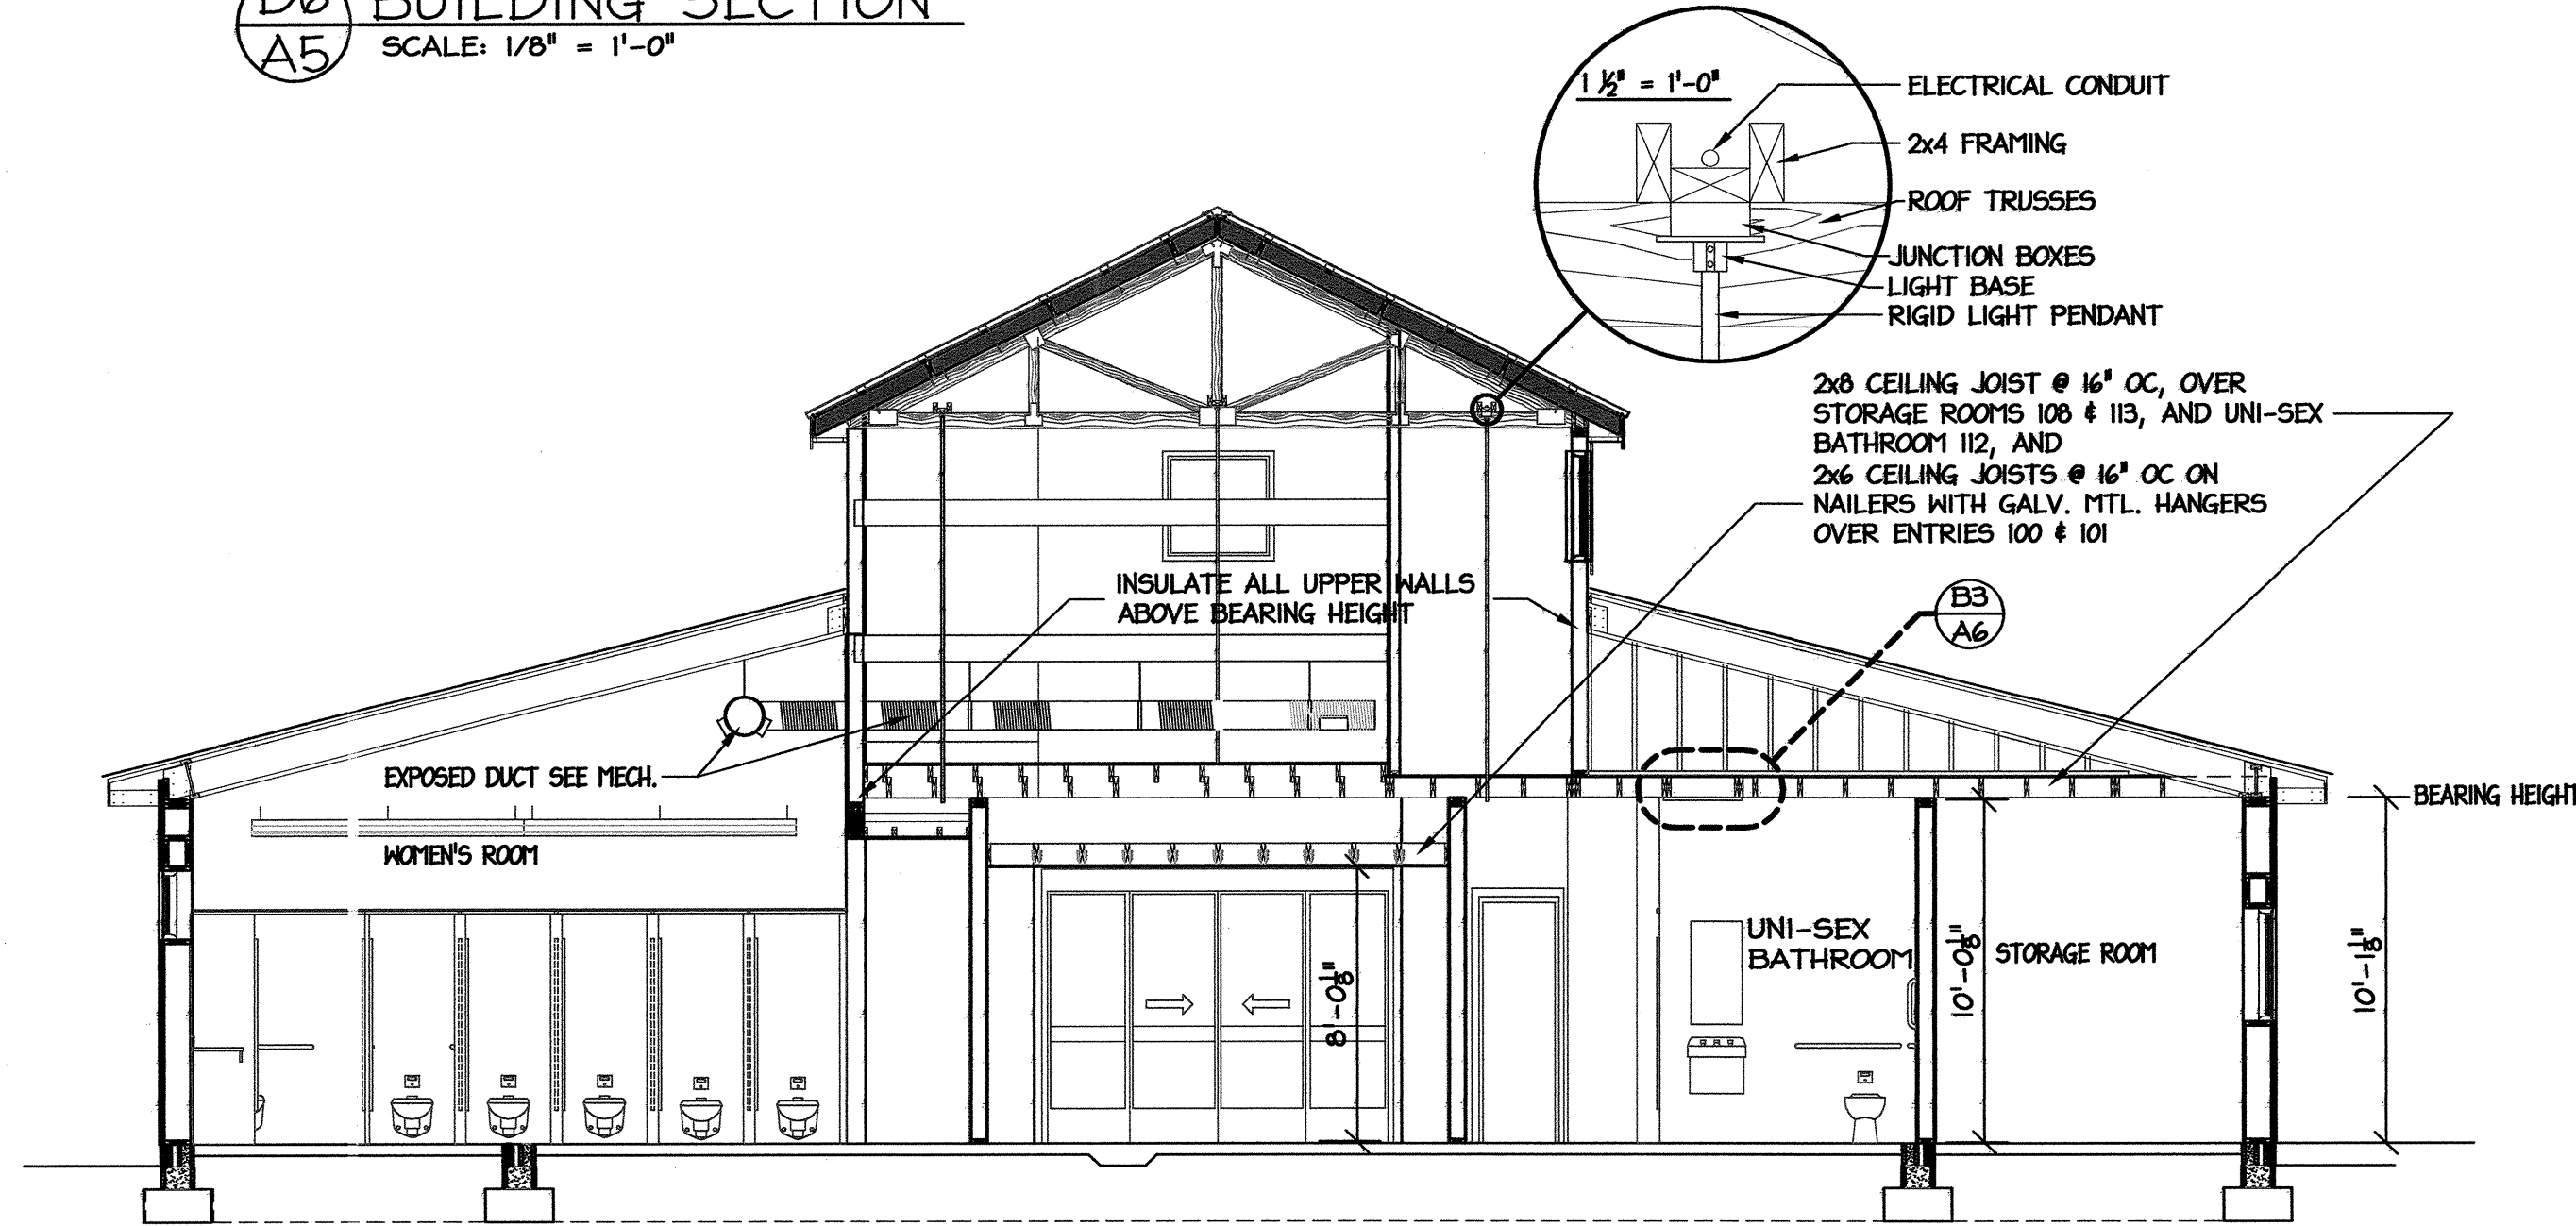 D6 BUILDING SECTION
A5 SCALE: 1/8" = 1'-0"
1 1/2" = 1'-0"
ELECTRICAL CONDUIT
2x4 FRAMING
ROOF TRUSSES
JUNCTION BOXES
LIGHT BASE
RIGID LIGHT PENDANT
2x8 CEILING JOIST @ 16" OC, OVER
STORAGE ROOMS 108 & 113, AND UNI-SEX
BATHROOM 112, AND
2x6 CEILING JOISTS @ 16" OC ON
NAILERS WITH GALV. MTL. HANGERS
OVER ENTRIES 100 & 101
INSULATE ALL UPPER WALLS
ABOVE BEARING HEIGHT
B3
A6
EXPOSED DUCT SEE MECH.
BEARING HEIGHT
WOMEN'S ROOM
UNI-SEX
BATHROOM
STORAGE ROOM
8'-0 1/8"
10'-0 1/8"
10'-1 1/8"